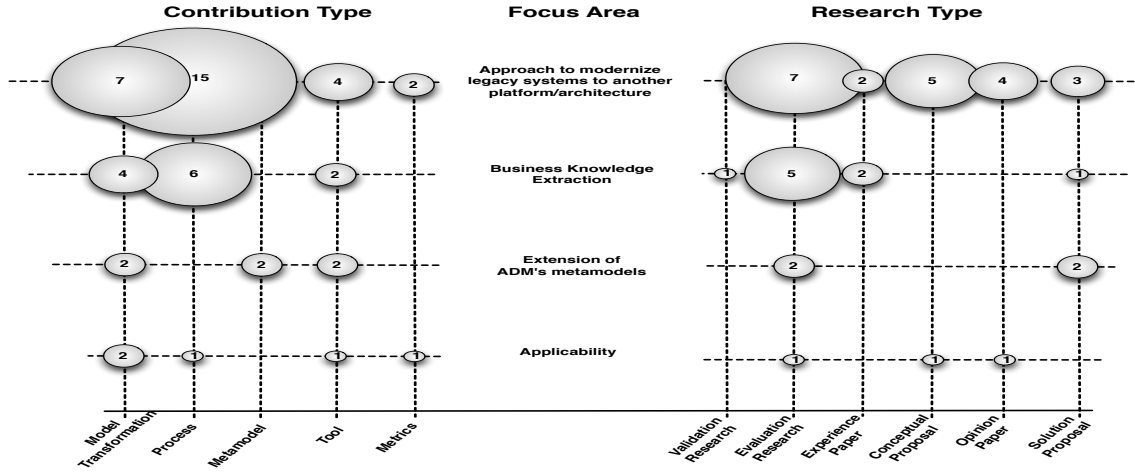 Contribution Type
Focus Area
Research Type
7
15
4
2
Approach to modernize
legacy systems to another
platform/architecture
7
2
5
4
3
4
6
2
Business Knowledge
Extraction
1
5
2
1
2
2
2
Extension of
ADM's metamodels
2
2
2
1
1
1
Applicability
1
1
1
Model
Transformation
Process
Metamodel
Tool
Metrics
Validation
Research
Evaluation
Research
Experience
Paper
Conceptual
Proposal
Opinion
Paper
Solution
Proposal